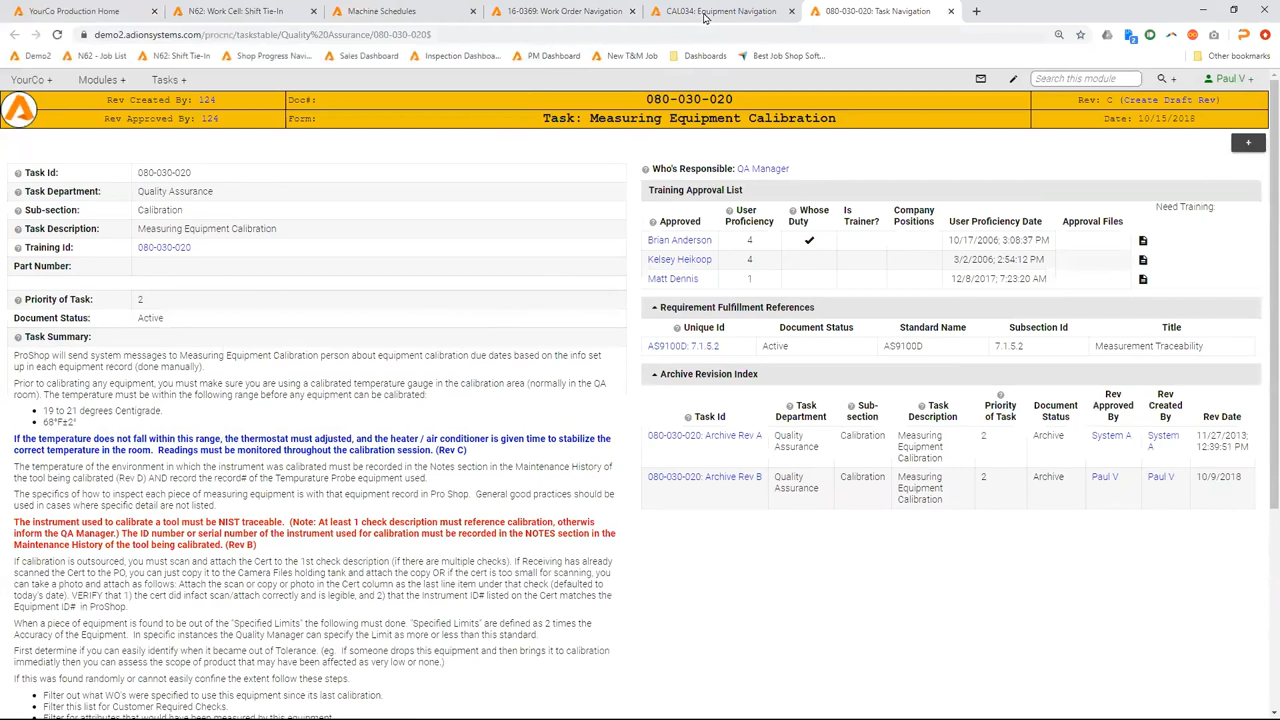 YourCo Production Home
N62: Work Cell: Shift Tie-In
Machine Schedules
16-0369: Work Order Navigation
CAL034: Equipment Navigation
080-030-020: Task Navigation
demo2.adionsystems.com/procnc/taskstable/Quality%20Assurance/080-030-020$
Demo2
N62 - Job List
N62: Shift Tie-In
Shop Progress Navi...
Sales Dashboard
Inspection Dashboa...
PM Dashboard
New T&M Job
Dashboards
Best Job Shop Soft...
Other bookmarks
YourCo +
Modules +
Tasks +
Search this module
Paul V +
Rev Created By: 124
Doc#:
080-030-020
Rev: C (Create Draft Rev)
Rev Approved By: 124
Form:
Task: Measuring Equipment Calibration
Date: 10/15/2018
+
Task Id: 080-030-020
Task Department: Quality Assurance
Sub-section: Calibration
Task Description: Measuring Equipment Calibration
Training Id: 080-030-020
Part Number:
Priority of Task: 2
Document Status: Active
Task Summary:
ProShop will send system messages to Measuring Equipment Calibration person about equipment calibration due dates based on the info set
up in each equipment record (done manually).
Prior to calibrating any equipment, you must make sure you are using a calibrated temperature gauge in the calibration area (normally in the QA
room). The temperature must be within the following range before any equipment can be calibrated:
• 19 to 21 degrees Centigrade.
• 68°F±2°
If the temperature does not fall within this range, the thermostat must adjusted, and the heater / air conditioner is given time to stabilize the
correct temperature in the room. Readings must be monitored throughout the calibration session. (Rev C)
The temperature of the environment in which the instrument was calibrated must be recorded in the Notes section in the Maintenance History of
the tool being calibrated (Rev D) AND record the record# of the Tempurature Probe equipment used.
The specifics of how to inspect each piece of measuring equipment is with that equipment record in Pro Shop. General good practices should be
used in cases where specific detail are not listed.
The instrument used to calibrate a tool must be NIST traceable. (Note: At least 1 check description must reference calibration, otherwis
inform the QA Manager.) The ID number or serial number of the instrument used for calibration must be recorded in the NOTES section in the
Maintenance History of the tool being calibrated. (Rev B)
If calibration is outsourced, you must scan and attach the Cert to the 1st check description (if there are multiple checks). If Receiving has already
scanned the Cert to the PO, you can just copy it to the Camera Files holding tank and attach the copy OR if the cert is too small for scanning, you
can take a photo and attach as follows: Attach the scan or copy or photo in the Cert column as the last line item under that check (defaulted to
today's date). VERIFY that 1) the cert did infact scan/attach correctly and is legible, and 2) that the Instrument ID# listed on the Cert matches the
Equipment ID# in ProShop.
When a piece of equipment is found to be out of the "Specified Limits" the following must done. "Specified Limits" are defined as 2 times the
Accuracy of the Equipment. In specific instances the Quality Manager can specify the Limit as more or less than this standard.
First determine if you can easily identify when it became out of Tolerance. (eg. If someone drops this equipment and then brings it to calibration
immediatly then you can assess the scope of product that may have been affected as very low or none.)
If this was found randomly or cannot easily confine the extent follow these steps.
• Filter out what WO's were specified to use this equipment since its last calibration.
• Filter this list for Customer Required Checks.
• Filter for attributes that would have been measured by this equipment.
Who's Responsible: QA Manager
Training Approval List
Approved
User Proficiency
Whose Duty
Is Trainer?
Company Positions
User Proficiency Date
Approval Files
Need Training:
Brian Anderson 4 ✔ 10/17/2006; 3:08:37 PM
Kelsey Heikoop 4 3/2/2006; 2:54:12 PM
Matt Dennis 1 12/8/2017; 7:23:20 AM
Requirement Fulfillment References
Unique Id Document Status Standard Name Subsection Id Title
AS9100D: 7.1.5.2 Active AS9100D 7.1.5.2 Measurement Traceability
Archive Revision Index
Task Id
Task Department
Sub-section
Task Description
Priority of Task
Document Status
Rev Approved By
Rev Created By
Rev Date
080-030-020: Archive Rev A Quality Assurance Calibration Measuring Equipment Calibration 2 Archive System A System A 11/27/2013; 12:39:51 PM
080-030-020: Archive Rev B Quality Assurance Calibration Measuring Equipment Calibration 2 Archive Paul V Paul V 10/9/2018